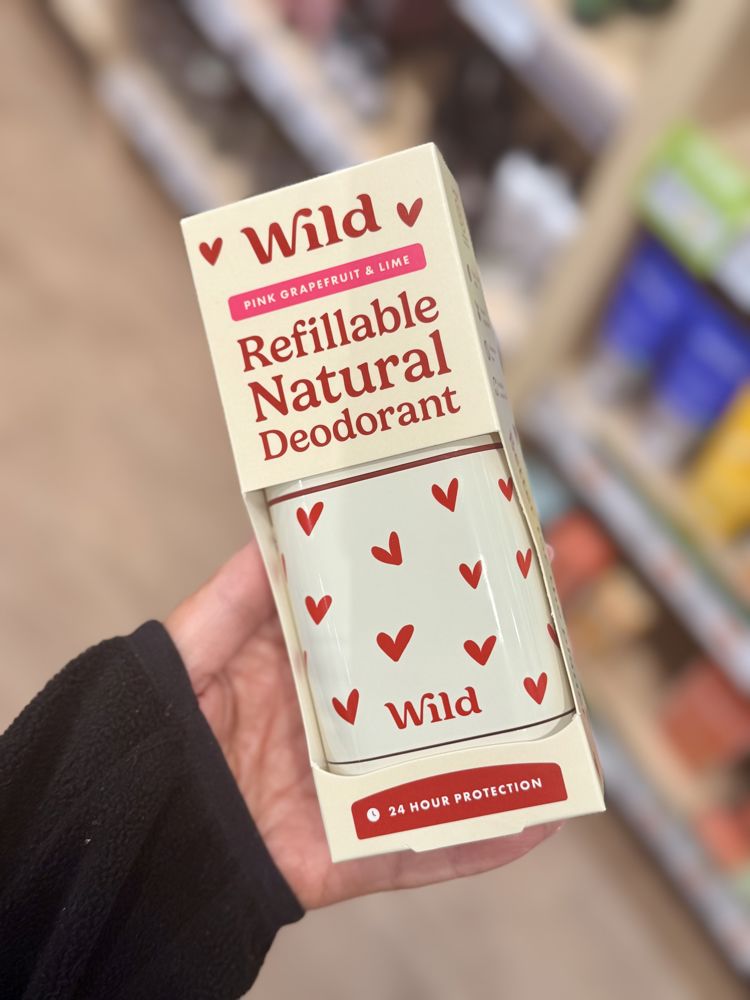 Wild
PINK GRAPEFRUIT & LIME
Refillable
Natural
Deodorant
Wild
24 HOUR PROTECTION